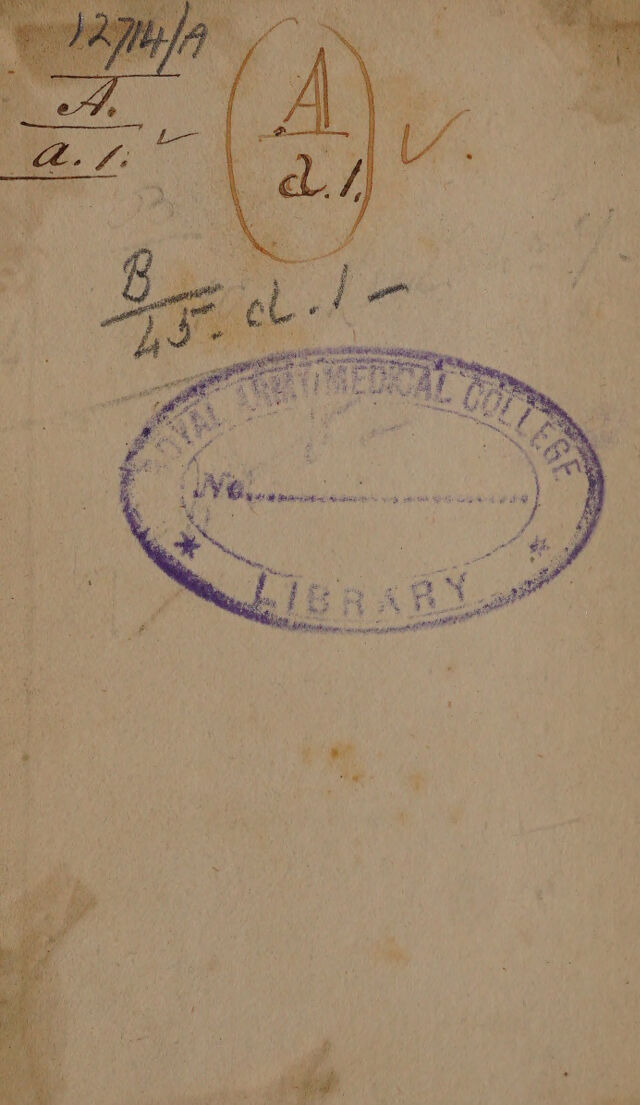 12714/A
A.
a.1. ✓
A
d.1.
✓.
B
45. d.1 –
ROYAL ARMY MEDICAL COLLEGE
No.
LIBRARY